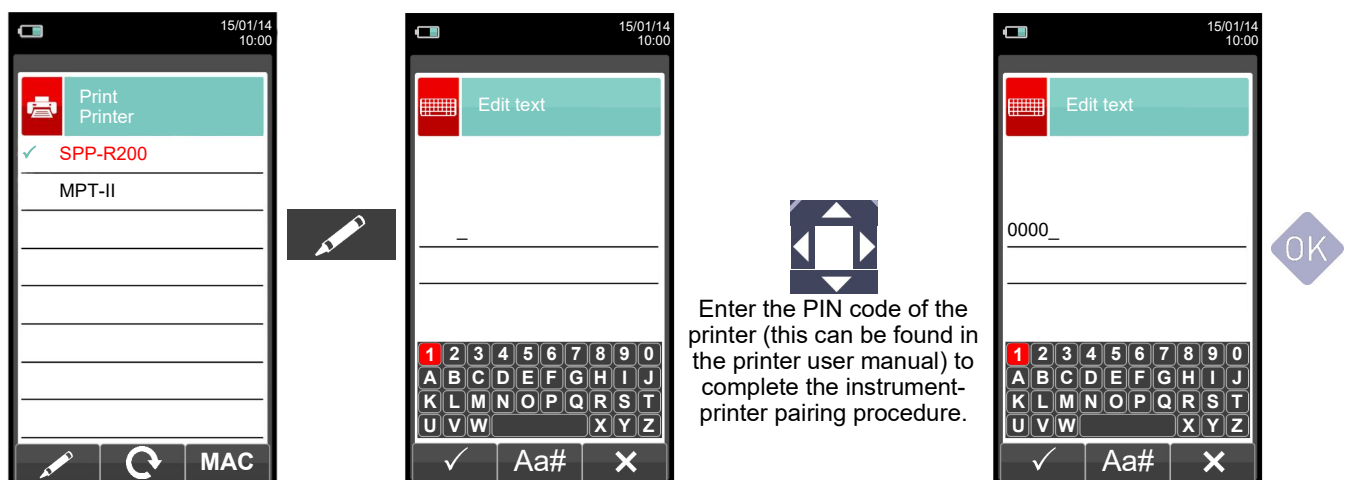 15/01/14
10:00
Print
Printer
SPP-R200
MPT-II
MAC
15/01/14
10:00
Edit text
_
1 2 3 4 5 6 7 8 9 0
A B C D E F G H I J
K L M N O P Q R S T
U V W X Y Z
Aa#
Enter the PIN code of the
printer (this can be found in
the printer user manual) to
complete the instrument-
printer pairing procedure.
15/01/14
10:00
Edit text
0000_
1 2 3 4 5 6 7 8 9 0
A B C D E F G H I J
K L M N O P Q R S T
U V W X Y Z
Aa#
OK